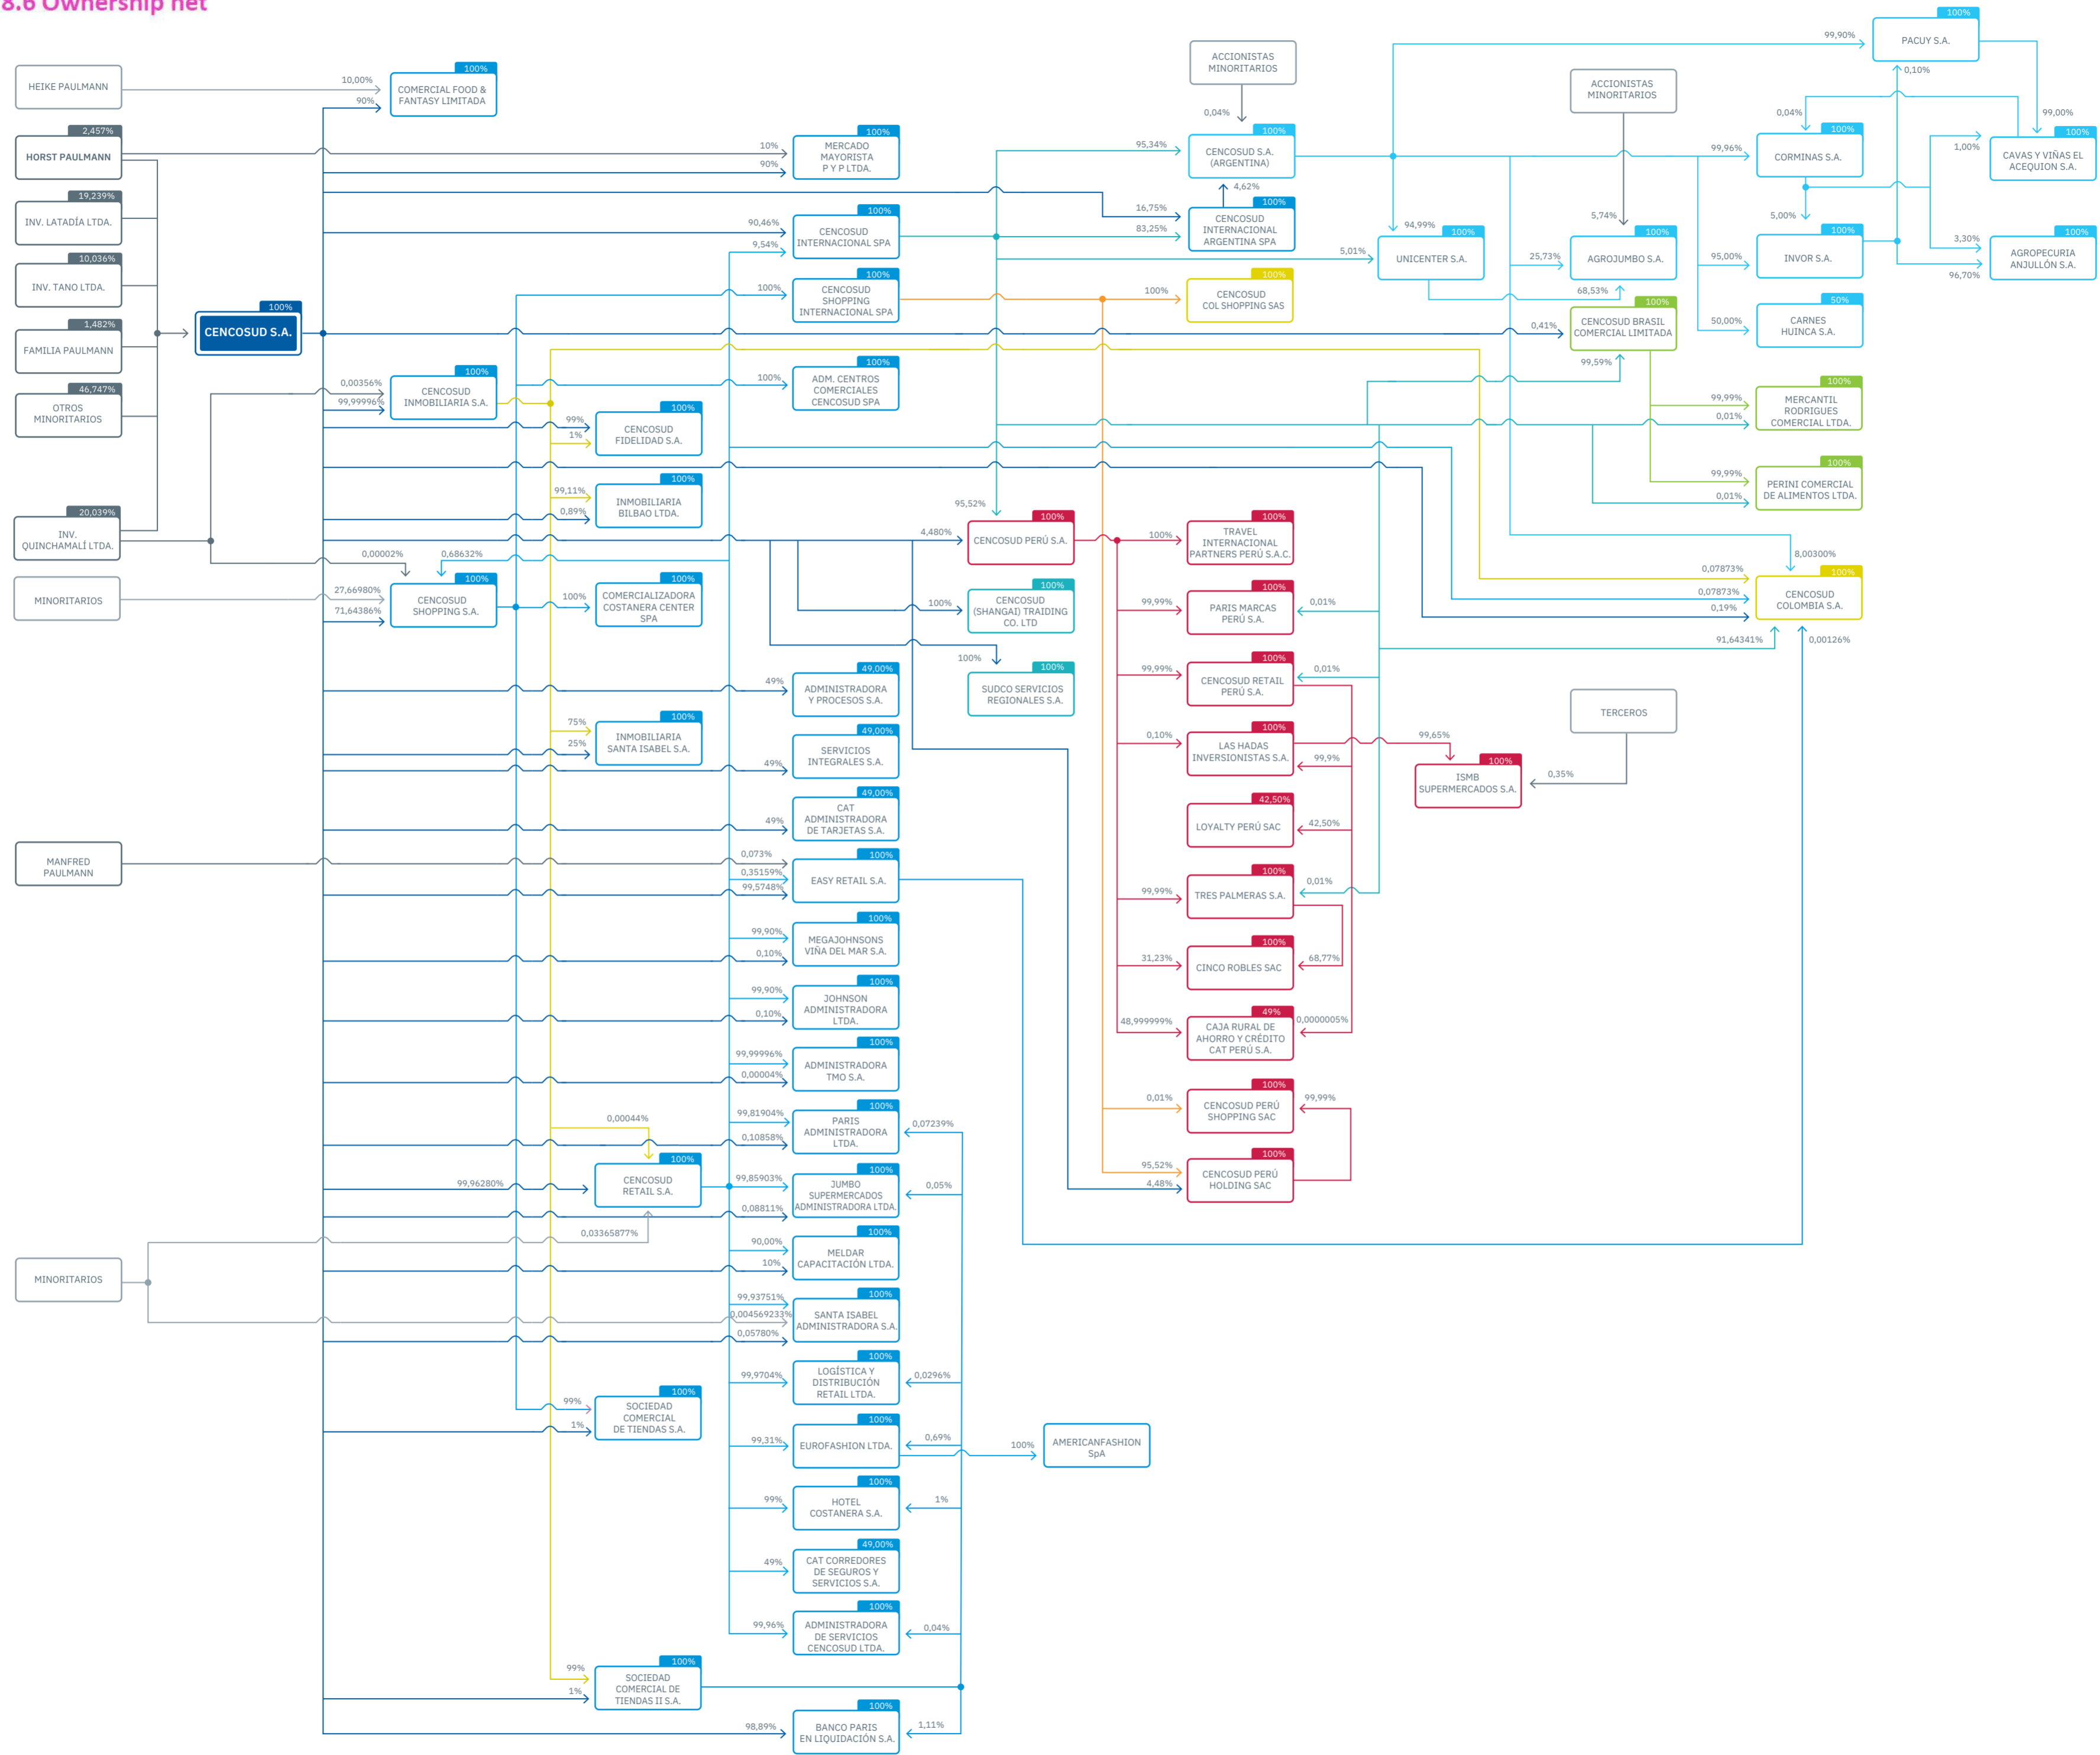 8.6 Ownership net
HEIKE PAULMANN
2,457%
HORST PAULMANN
19,239%
INV. LATADÍA LTDA.
10,036%
INV. TANO LTDA.
1,482%
FAMILIA PAULMANN
46,747%
OTROS
MINORITARIOS
20,039%
INV.
QUINCHAMALÍ LTDA.
MINORITARIOS
MANFRED
PAULMANN
MINORITARIOS
100%
CENCOSUD S.A.
10,00%
90%
100%
COMERCIAL FOOD &
FANTASY LIMITADA
0,00356%
99,99996%
100%
CENCOSUD
INMOBILIARIA S.A.
0,00002%
0,68632%
27,66980%
71,64386%
100%
CENCOSUD
SHOPPING S.A.
99%
1%
100%
CENCOSUD
FIDELIDAD S.A.
99,11%
0,89%
100%
INMOBILIARIA
BILBAO LTDA.
100%
100%
COMERCIALIZADORA
COSTANERA CENTER
SPA
75%
25%
100%
INMOBILIARIA
SANTA ISABEL S.A.
0,00044%
99,96280%
0,03365877%
100%
CENCOSUD
RETAIL S.A.
99%
1%
100%
SOCIEDAD
COMERCIAL
DE TIENDAS S.A.
99%
1%
100%
SOCIEDAD
COMERCIAL DE
TIENDAS II S.A.
10%
90%
100%
MERCADO
MAYORISTA
P Y P LTDA.
90,46%
9,54%
100%
CENCOSUD
INTERNACIONAL SPA
100%
100%
CENCOSUD
SHOPPING
INTERNACIONAL SPA
100%
100%
ADM. CENTROS
COMERCIALES
CENCOSUD SPA
49%
49,00%
ADMINISTRADORA
Y PROCESOS S.A.
49%
49,00%
SERVICIOS
INTEGRALES S.A.
49%
49,00%
CAT
ADMINISTRADORA
DE TARJETAS S.A.
0,073%
0,35159%
99,5748%
100%
EASY RETAIL S.A.
99,90%
0,10%
100%
MEGAJOHNSONS
VIÑA DEL MAR S.A.
99,90%
0,10%
100%
JOHNSON
ADMINISTRADORA
LTDA.
99,99996%
0,00004%
100%
ADMINISTRADORA
TMO S.A.
99,81904%
0,10858%
100%
PARIS
ADMINISTRADORA
LTDA.
0,07239%
99,85903%
0,08811%
100%
JUMBO
SUPERMERCADOS
ADMINISTRADORA LTDA.
0,05%
90,00%
10%
100%
MELDAR
CAPACITACIÓN LTDA.
99,93751%
0,004569233%
0,05780%
100%
SANTA ISABEL
ADMINISTRADORA S.A.
99,9704%
100%
LOGÍSTICA Y
DISTRIBUCIÓN
RETAIL LTDA.
0,0296%
99,31%
100%
EUROFASHION LTDA.
0,69%
100%
AMERICANFASHION
SpA
99%
100%
HOTEL
COSTANERA S.A.
1%
49%
49,00%
CAT CORREDORES
DE SEGUROS Y
SERVICIOS S.A.
99,96%
100%
ADMINISTRADORA
DE SERVICIOS
CENCOSUD LTDA.
0,04%
98,89%
100%
BANCO PARIS
EN LIQUIDACIÓN S.A.
1,11%
95,52%
4,480%
100%
CENCOSUD PERÚ S.A.
100%
100%
CENCOSUD
(SHANGAI) TRAIDING
CO. LTD
100%
100%
SUDCO SERVICIOS
REGIONALES S.A.
ACCIONISTAS
MINORITARIOS
0,04%
95,34%
100%
CENCOSUD S.A.
(ARGENTINA)
4,62%
16,75%
83,25%
100%
CENCOSUD
INTERNACIONAL
ARGENTINA SPA
100%
100%
CENCOSUD
COL SHOPPING SAS
100%
100%
TRAVEL
INTERNACIONAL
PARTNERS PERÚ S.A.C.
99,99%
100%
PARIS MARCAS
PERÚ S.A.
0,01%
99,99%
100%
CENCOSUD RETAIL
PERÚ S.A.
0,01%
0,10%
100%
LAS HADAS
INVERSIONISTAS S.A.
99,9%
42,50%
LOYALTY PERÚ SAC
42,50%
99,99%
100%
TRES PALMERAS S.A.
0,01%
31,23%
100%
CINCO ROBLES SAC
68,77%
48,999999%
49%
CAJA RURAL DE
AHORRO Y CRÉDITO
CAT PERÚ S.A.
0,0000005%
0,01%
100%
CENCOSUD PERÚ
SHOPPING SAC
99,99%
95,52%
4,48%
100%
CENCOSUD PERÚ
HOLDING SAC
99,65%
100%
ISMB
SUPERMERCADOS S.A.
0,35%
TERCEROS
5,01%
94,99%
100%
UNICENTER S.A.
ACCIONISTAS
MINORITARIOS
5,74%
25,73%
100%
AGROJUMBO S.A.
68,53%
0,41%
100%
CENCOSUD BRASIL
COMERCIAL LIMITADA
99,59%
99,90%
100%
PACUY S.A.
0,10%
0,04%
99,96%
100%
CORMINAS S.A.
99,00%
1,00%
100%
CAVAS Y VIÑAS EL
ACEQUION S.A.
5,00%
95,00%
100%
INVOR S.A.
3,30%
96,70%
100%
AGROPECURIA
ANJULLÓN S.A.
50,00%
50%
CARNES
HUINCA S.A.
99,99%
0,01%
100%
MERCANTIL
RODRIGUES
COMERCIAL LTDA.
99,99%
0,01%
100%
PERINI COMERCIAL
DE ALIMENTOS LTDA.
8,00300%
0,07873%
0,07873%
0,19%
100%
CENCOSUD
COLOMBIA S.A.
91,64341%
0,00126%